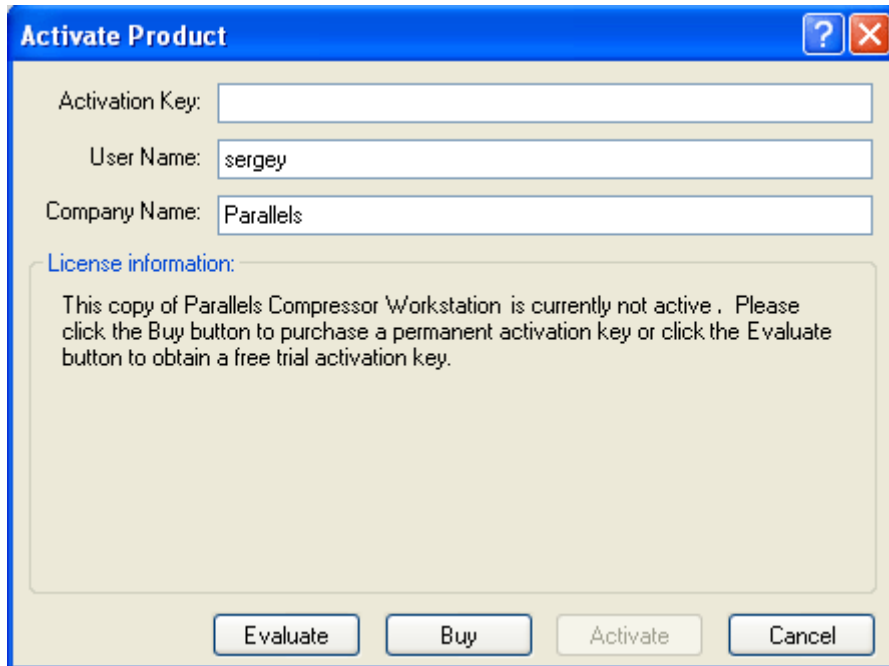 Activate Product
Activation Key:
User Name: sergey
Company Name: Parallels
License information:
This copy of Parallels Compressor Workstation is currently not active . Please
click the Buy button to purchase a permanent activation key or click the Evaluate
button to obtain a free trial activation key.
Evaluate Buy Activate Cancel